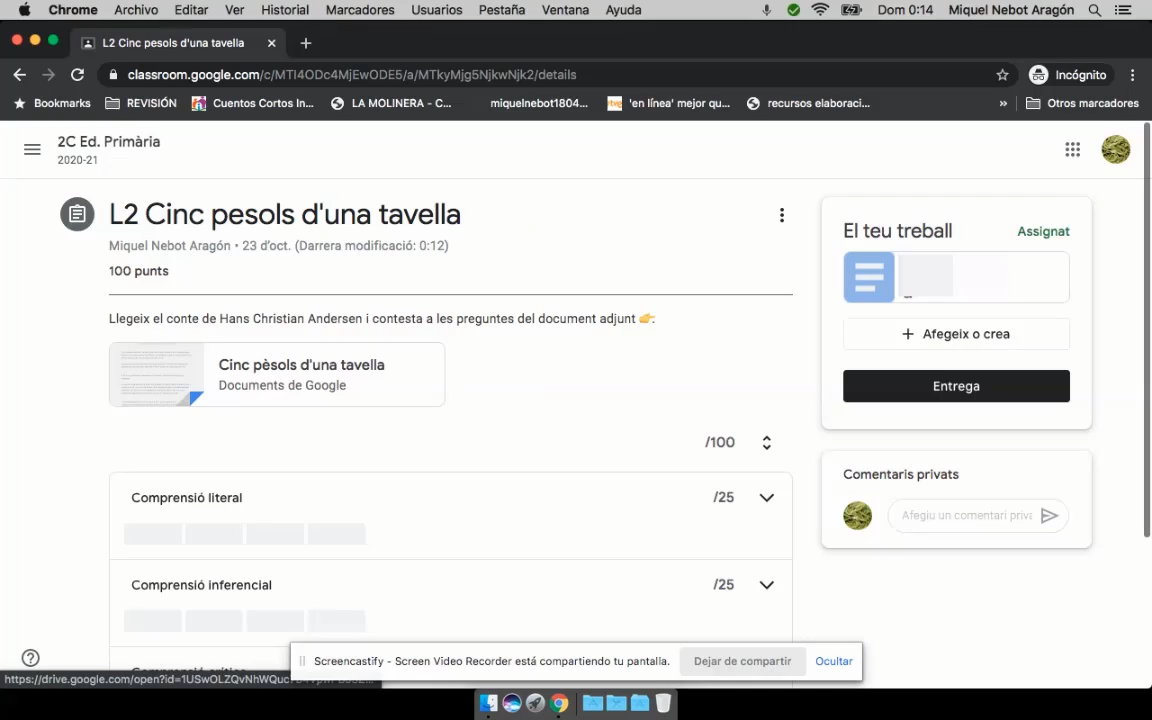 Chrome Archivo Editar Ver Historial Marcadores Usuarios Pestaña Ventana Ayuda Dom 0:14 Miquel Nebot Aragón
L2 Cinc pesols d'una tavella
classroom.google.com/c/MTI4ODc4MjEwODE5/a/MTkyMjg5NjkwNjk2/details Incógnito
Bookmarks REVISIÓN Cuentos Cortos In... LA MOLINERA - C... miquelnebot1804... 'en línea' mejor qu... recursos elaboraci... » Otros marcadores
2C Ed. Primària
2020-21
L2 Cinc pesols d'una tavella
Miquel Nebot Aragón • 23 d'oct. (Darrera modificació: 0:12)
100 punts
Llegeix el conte de Hans Christian Andersen i contesta a les preguntes del document adjunt 👉.
Cinc pèsols d'una tavella
Documents de Google
/100
Comprensió literal /25
Comprensió inferencial /25
El teu treball Assignat
+ Afegeix o crea
Entrega
Comentaris privats
Afegiu un comentari priva
Screencastify - Screen Video Recorder está compartiendo tu pantalla. Dejar de compartir Ocultar